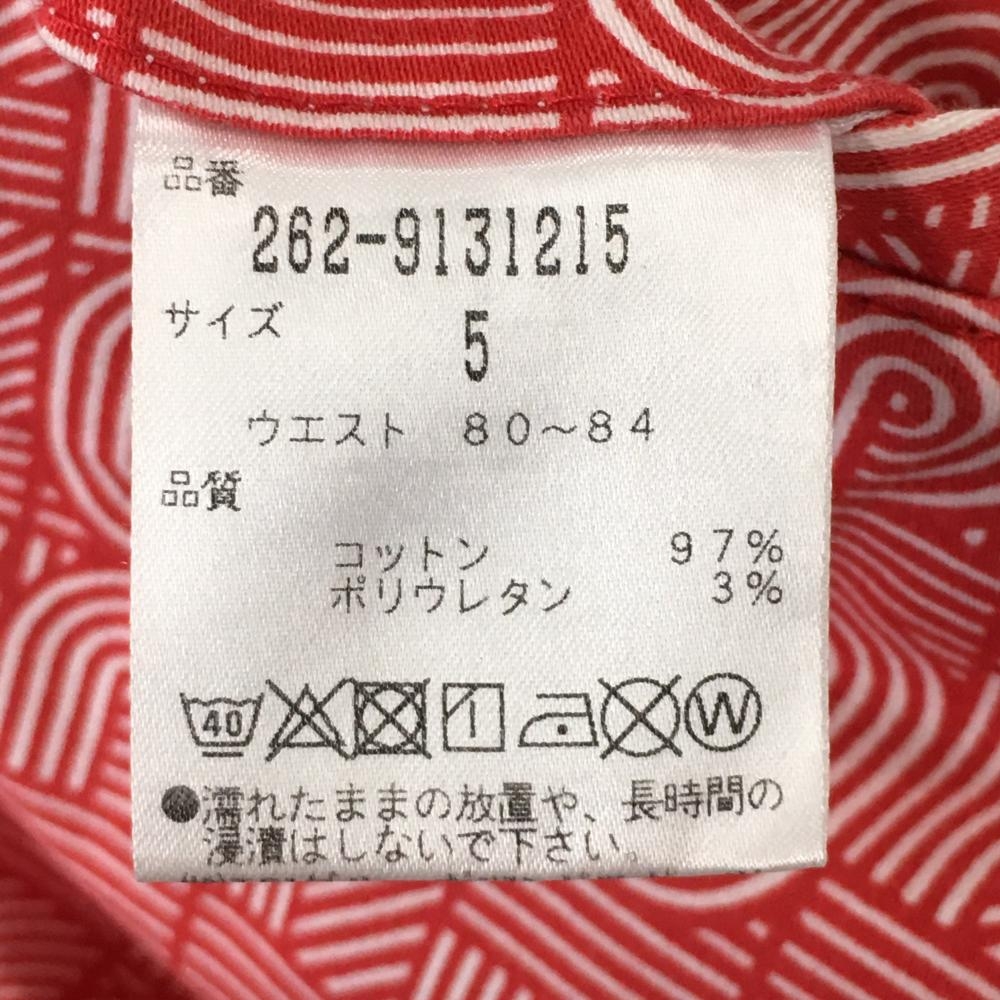 品番
262-9131215
サイズ
5
ウエスト 80~84
品質
コットン 97%
ポリウレタン 3%
40
W
●濡れたままの放置や、長時間の
浸漬はしないで下さい。